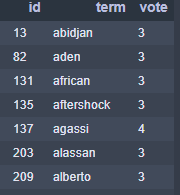 id term vote
13 abidjan 3
82 aden 3
131 african 3
135 aftershock 3
137 agassi 4
203 alassan 3
209 alberto 3